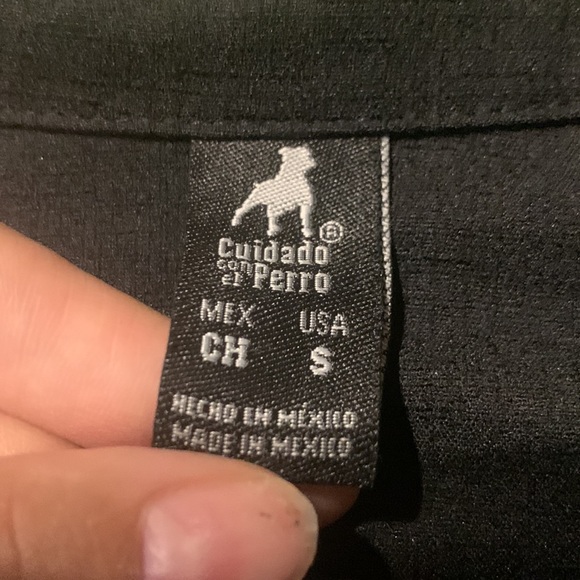 ®
Cuidado
con
el Perro
MEX USA
CH S
HECHO EN MÉXICO
MADE IN MEXICO